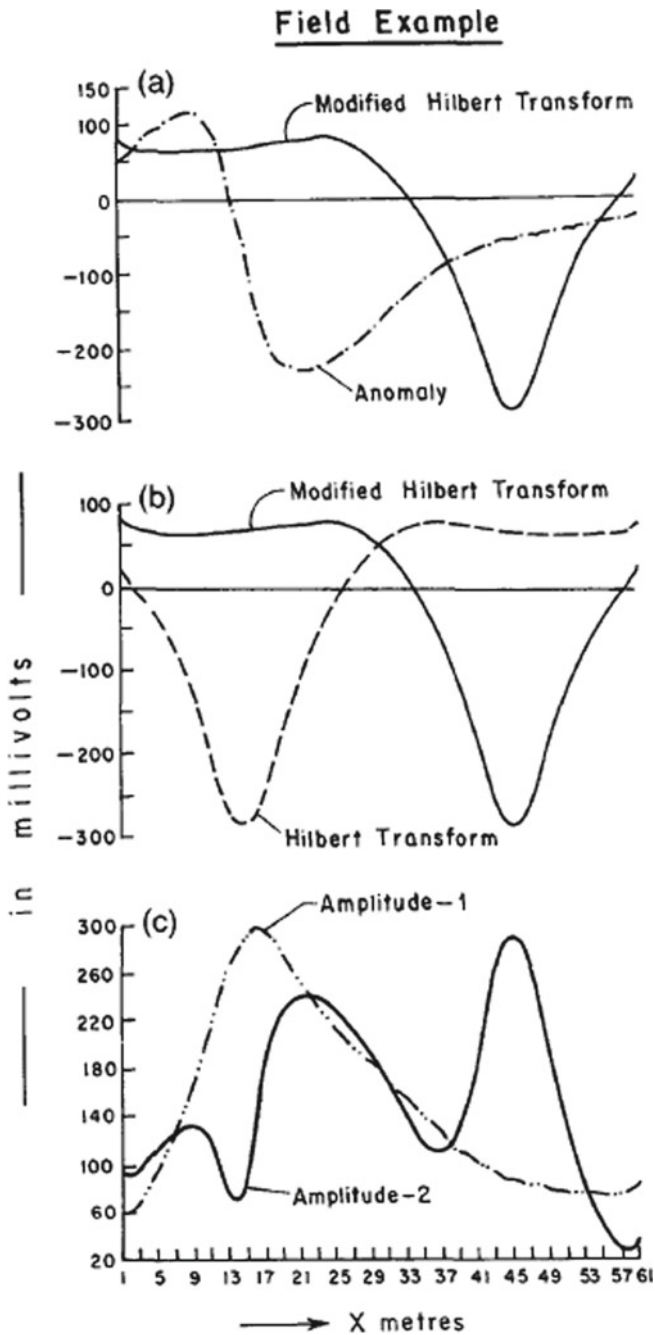 Field Example
(a)
150
100
0
-100
-200
-300
Modified Hilbert Transform
Anomaly
(b)
100
0
-100
-200
-300
Modified Hilbert Transform
Hilbert Transform
in millivolts
(c)
300
260
220
180
140
100
60
20
Amplitude-1
Amplitude-2
1 5 9 13 17 21 25 29 33 37 41 45 49 53 57 61
X metres